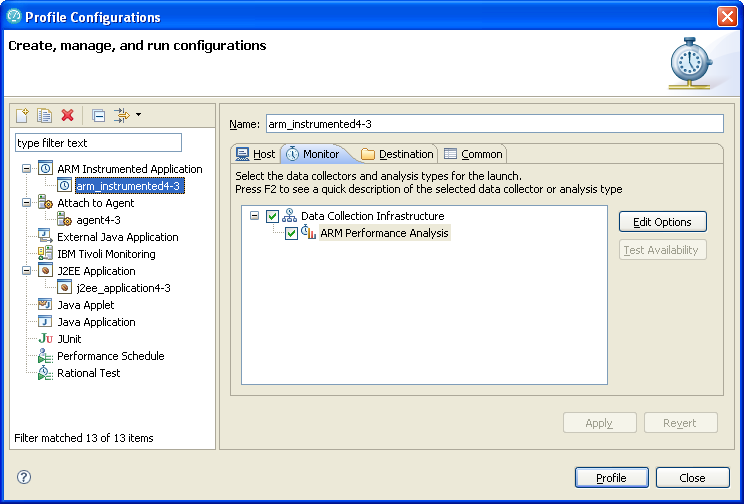 Profile Configurations
Create, manage, and run configurations
type filter text
ARM Instrumented Application
arm_instrumented4-3
Attach to Agent
agent4-3
External Java Application
IBM Tivoli Monitoring
J2EE Application
j2ee_application4-3
Java Applet
Java Application
JUnit
Performance Schedule
Rational Test
Filter matched 13 of 13 items
Name: arm_instrumented4-3
Host Monitor Destination Common
Select the data collectors and analysis types for the launch.
Press F2 to see a quick description of the selected data collector or analysis type
Data Collection Infrastructure
ARM Performance Analysis
Edit Options
Test Availability
Apply Revert
Profile Close